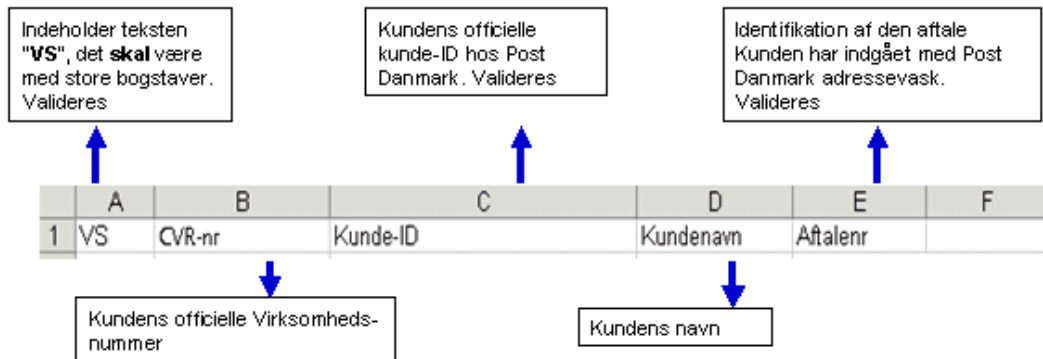 Indeholder teksten
"VS", det skal være
med store bogstaver.
Valideres
Kundens officielle
kunde-ID hos Post
Danmark. Valideres
Identifikation af den aftale
Kunden har indgået med Post
Danmark adressevask.
Valideres
A B C D E F
1 VS CVR-nr Kunde-ID Kundenavn Aftalenr
Kundens officielle Virksomheds-
nummer
Kundens navn